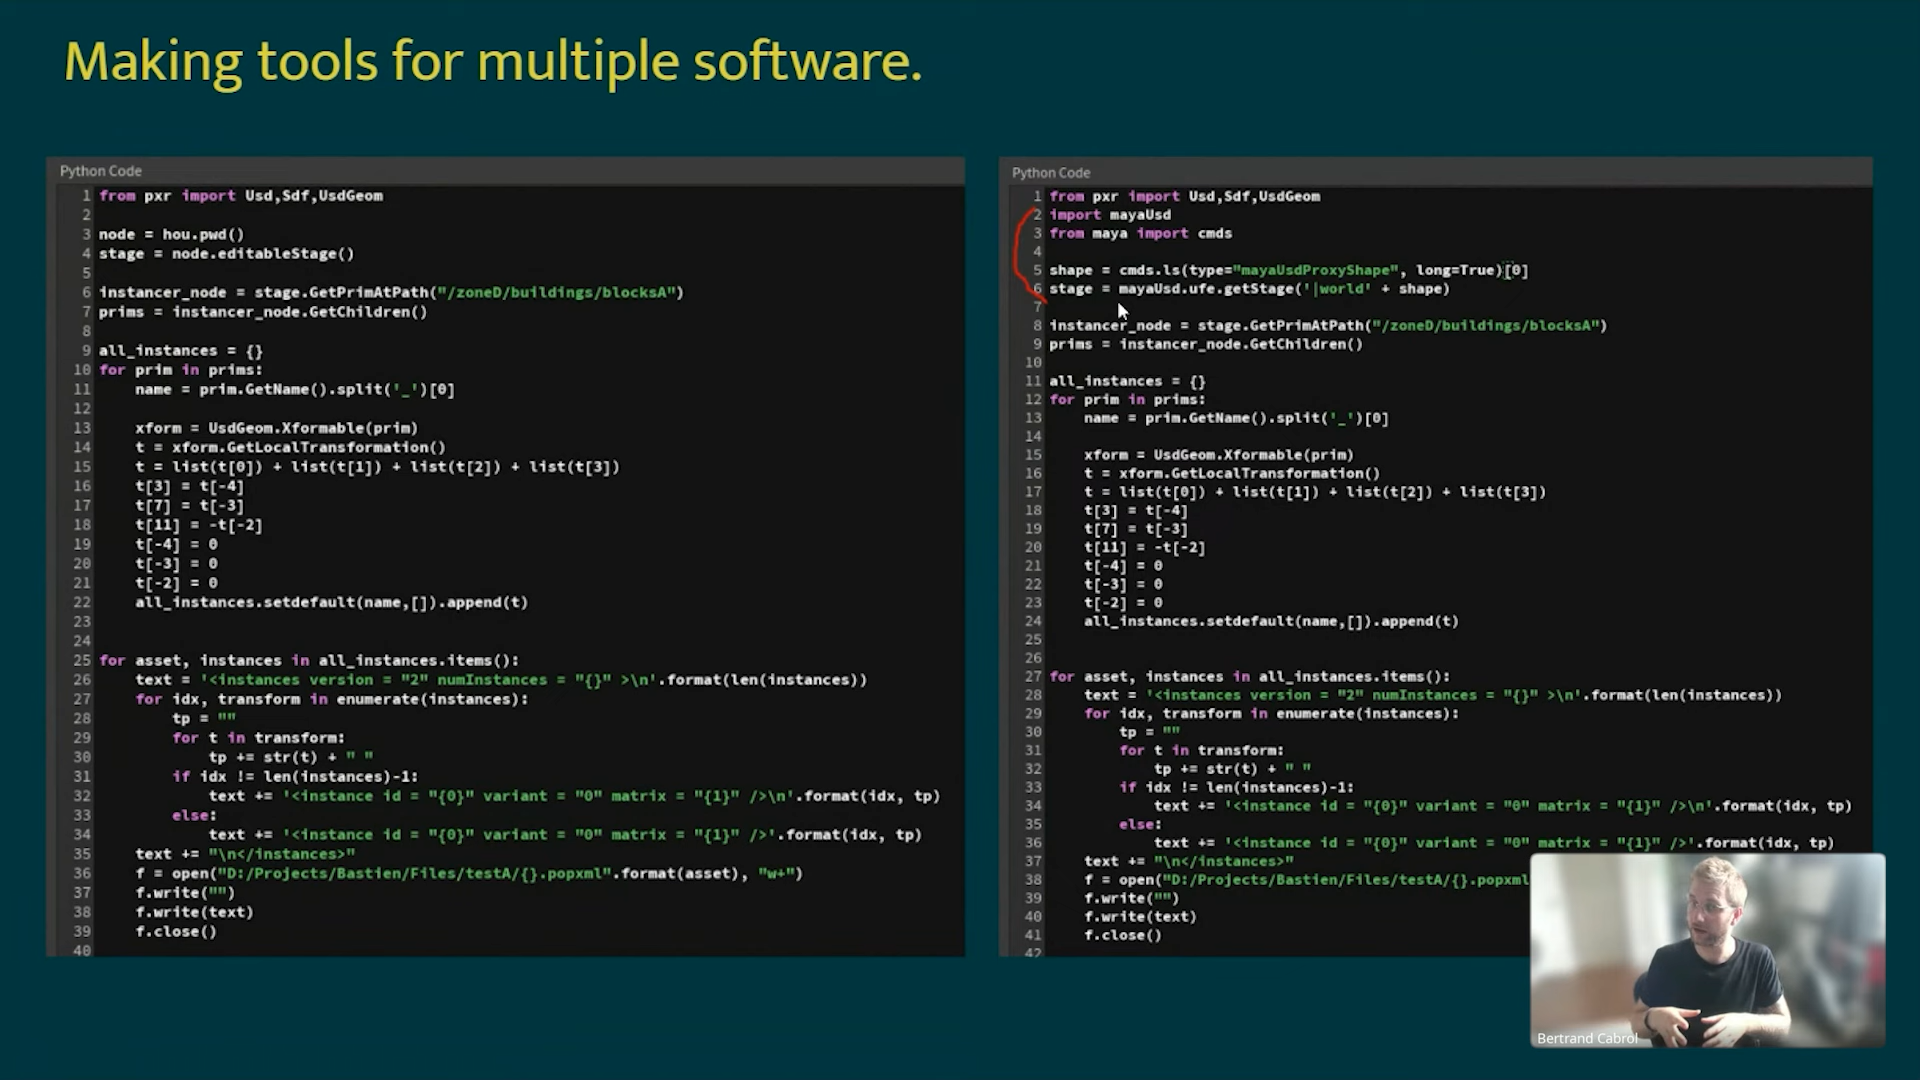 Making tools for multiple software.
Python Code
1 from pxr import Usd,Sdf,UsdGeom
2
3 node = hou.pwd()
4 stage = node.editableStage()
5
6 instancer_node = stage.GetPrimAtPath("/zoneD/buildings/blocksA")
7 prims = instancer_node.GetChildren()
8
9 all_instances = {}
10 for prim in prims:
11 name = prim.GetName().split('_')[0]
12
13 xform = UsdGeom.Xformable(prim)
14 t = xform.GetLocalTransformation()
15 t = list(t[0]) + list(t[1]) + list(t[2]) + list(t[3])
16 t[3] = t[-4]
17 t[7] = t[-3]
18 t[11] = -t[-2]
19 t[-4] = 0
20 t[-3] = 0
21 t[-2] = 0
22 all_instances.setdefault(name,[]).append(t)
23
24
25 for asset, instances in all_instances.items():
26 text = '<instances version = "2" numInstances = "{}" >\n'.format(len(instances))
27 for idx, transform in enumerate(instances):
28 tp = ""
29 for t in transform:
30 tp += str(t) + " "
31 if idx != len(instances)-1:
32 text += '<instance id = "{0}" variant = "0" matrix = "{1}" />\n'.format(idx, tp)
33 else:
34 text += '<instance id = "{0}" variant = "0" matrix = "{1}" />'.format(idx, tp)
35 text += "\n</instances>"
36 f = open("D:/Projects/Bastien/Files/testA/{}.popxml".format(asset), "w+")
37 f.write("")
38 f.write(text)
39 f.close()
40
Python Code
1 from pxr import Usd,Sdf,UsdGeom
2 import mayaUsd
3 from maya import cmds
4
5 shape = cmds.ls(type="mayaUsdProxyShape", long=True)[0]
6 stage = mayaUsd.ufe.getStage('|world' + shape)
7
8 instancer_node = stage.GetPrimAtPath("/zoneD/buildings/blocksA")
9 prims = instancer_node.GetChildren()
10
11 all_instances = {}
12 for prim in prims:
13 name = prim.GetName().split('_')[0]
14
15 xform = UsdGeom.Xformable(prim)
16 t = xform.GetLocalTransformation()
17 t = list(t[0]) + list(t[1]) + list(t[2]) + list(t[3])
18 t[3] = t[-4]
19 t[7] = t[-3]
20 t[11] = -t[-2]
21 t[-4] = 0
22 t[-3] = 0
23 t[-2] = 0
24 all_instances.setdefault(name,[]).append(t)
25
26
27 for asset, instances in all_instances.items():
28 text = '<instances version = "2" numInstances = "{}" >\n'.format(len(instances))
29 for idx, transform in enumerate(instances):
30 tp = ""
31 for t in transform:
32 tp += str(t) + " "
33 if idx != len(instances)-1:
34 text += '<instance id = "{0}" variant = "0" matrix = "{1}" />\n'.format(idx, tp)
35 else:
36 text += '<instance id = "{0}" variant = "0" matrix = "{1}" />'.format(idx, tp)
37 text += "\n</instances>"
38 f = open("D:/Projects/Bastien/Files/testA/{}.popxml
39 f.write("")
40 f.write(text)
41 f.close()
42
Bertrand Cabrol